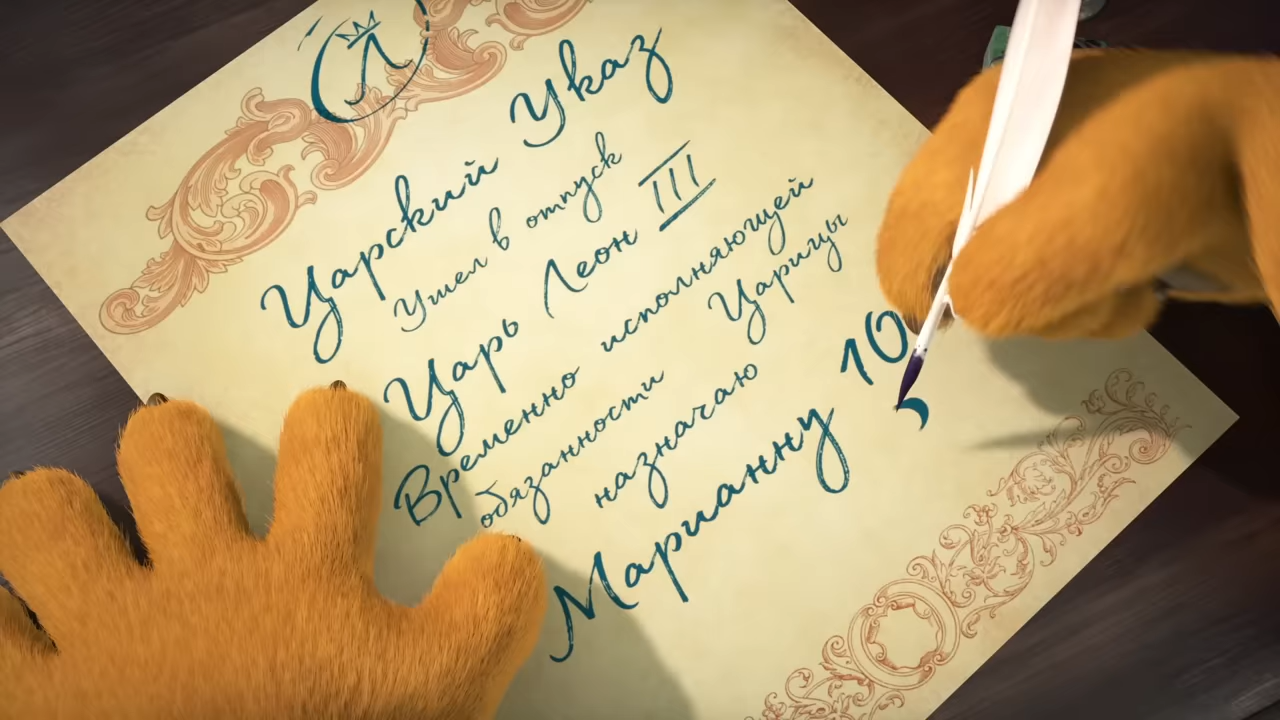 Л
Царский Указ
Ушел в отпуск
Царь Леон III
Временно исполняющей
обязанности Царицы
назначаю
Марианну 10